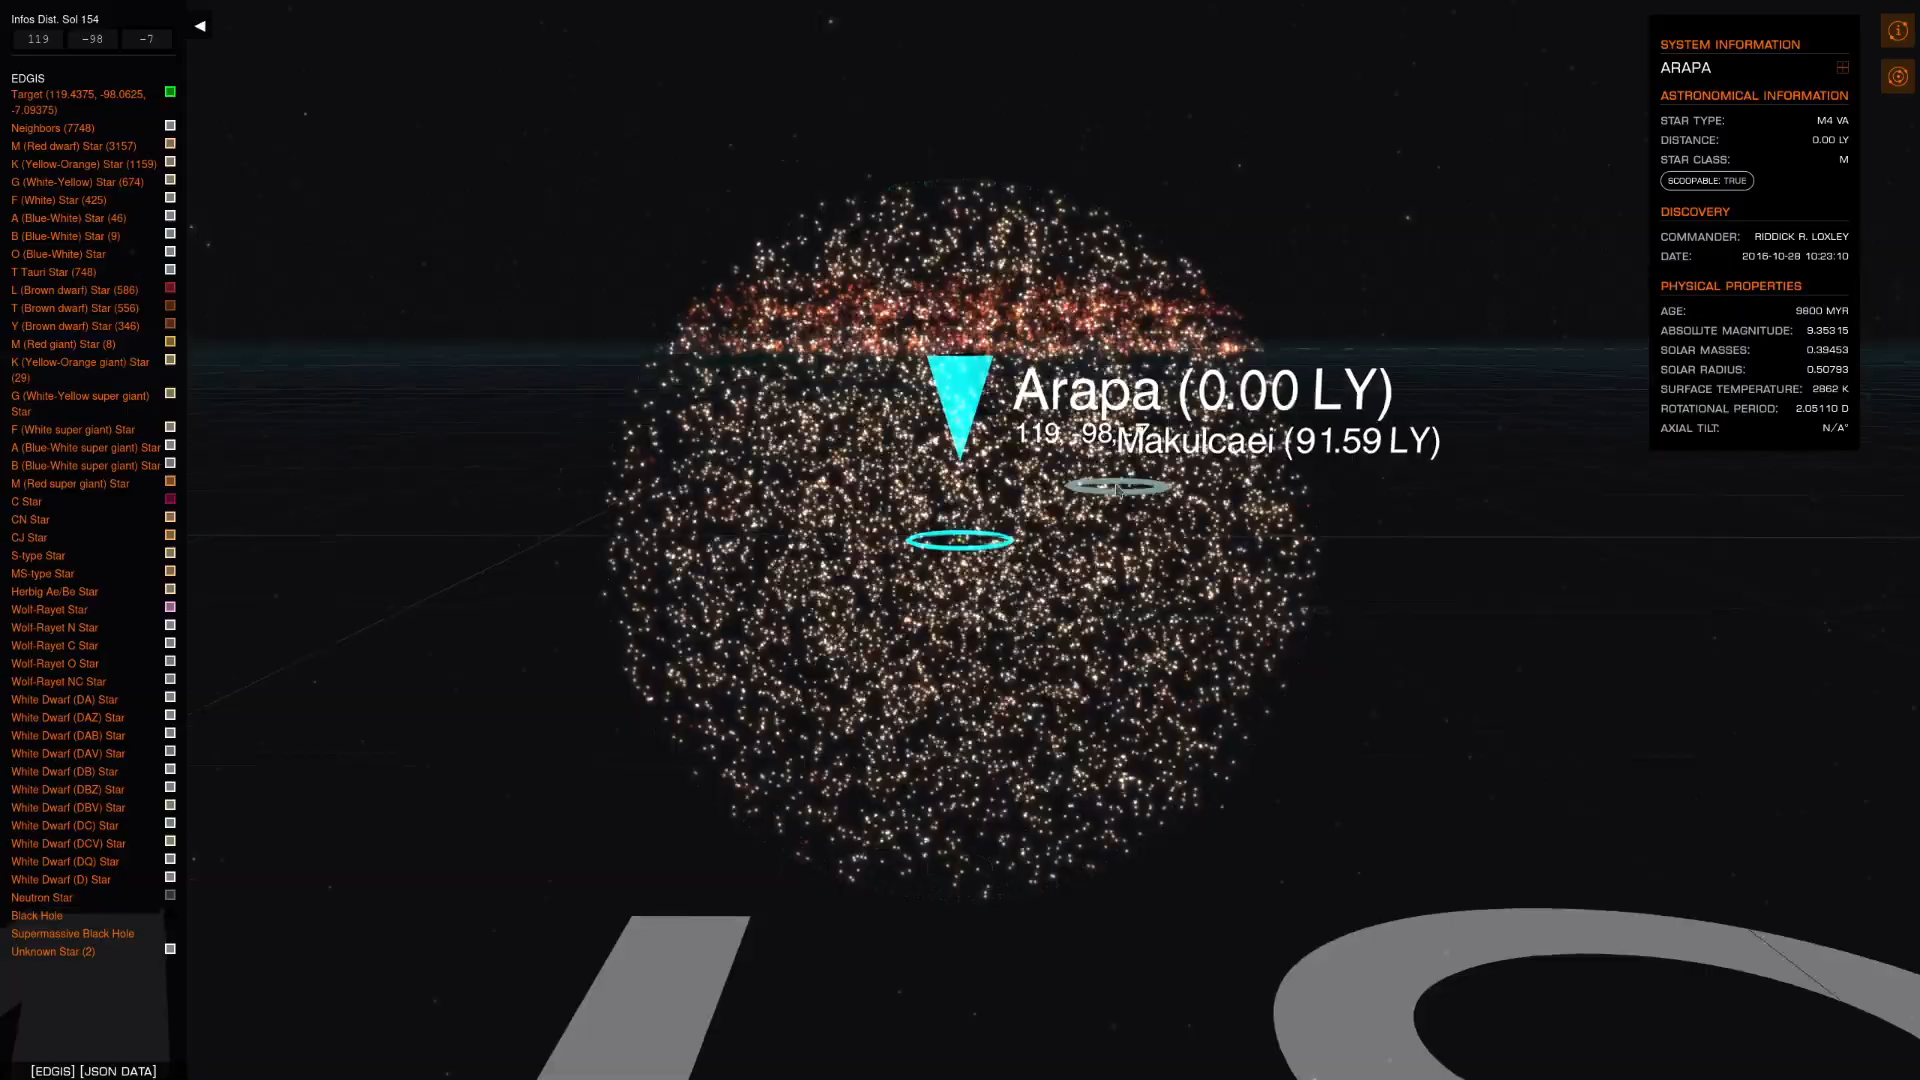 Infos Dist. Sol 154
119 -98 -7
EDGIS
Target (119.4375, -98.0625,
-7.09375)
Neighbors (7748)
M (Red dwarf) Star (3157)
K (Yellow-Orange) Star (1159)
G (White-Yellow) Star (674)
F (White) Star (425)
A (Blue-White) Star (46)
B (Blue-White) Star (9)
O (Blue-White) Star
T Tauri Star (748)
L (Brown dwarf) Star (586)
T (Brown dwarf) Star (556)
Y (Brown dwarf) Star (346)
M (Red giant) Star (8)
K (Yellow-Orange giant) Star
(29)
G (White-Yellow super giant)
Star
F (White super giant) Star
A (Blue-White super giant) Star
B (Blue-White super giant) Star
M (Red super giant) Star
C Star
CN Star
CJ Star
S-type Star
MS-type Star
Herbig Ae/Be Star
Wolf-Rayet Star
Wolf-Rayet N Star
Wolf-Rayet C Star
Wolf-Rayet O Star
Wolf-Rayet NC Star
White Dwarf (DA) Star
White Dwarf (DAZ) Star
White Dwarf (DAB) Star
White Dwarf (DAV) Star
White Dwarf (DB) Star
White Dwarf (DBZ) Star
White Dwarf (DBV) Star
White Dwarf (DC) Star
White Dwarf (DCV) Star
White Dwarf (DQ) Star
White Dwarf (D) Star
Neutron Star
Black Hole
Supermassive Black Hole
Unknown Star (2)
[EDGIS] [JSON DATA]
Arapa (0.00 LY)
119 -98, -7
Makulcaei (91.59 LY)
SYSTEM INFORMATION
ARAPA
ASTRONOMICAL INFORMATION
STAR TYPE: M4 VA
DISTANCE: 0.00 LY
STAR CLASS: M
SCOOPABLE: TRUE
DISCOVERY
COMMANDER: RIDDICK R. LOXLEY
DATE: 2016-10-28 10:23:10
PHYSICAL PROPERTIES
AGE: 9800 MYR
ABSOLUTE MAGNITUDE: 9.35315
SOLAR MASSES: 0.39453
SOLAR RADIUS: 0.50793
SURFACE TEMPERATURE: 2862 K
ROTATIONAL PERIOD: 2.05110 D
AXIAL TILT: N/A°